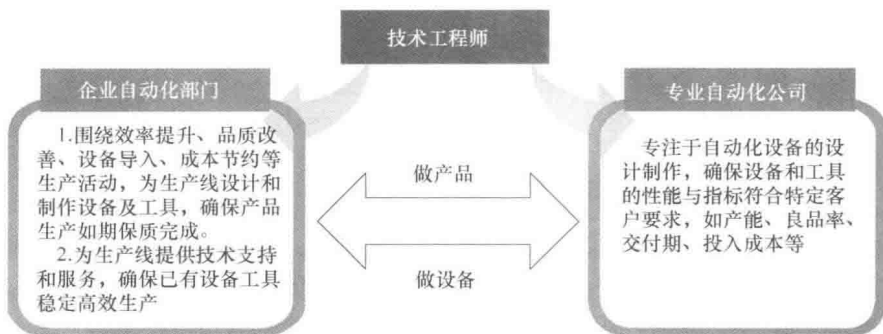 技术工程师
企业自动化部门
1.围绕效率提升、品质改
善、设备导入、成本节约等
生产活动，为生产线设计和
制作设备及工具，确保产品
生产如期保质完成。
2.为生产线提供技术支持
和服务，确保已有设备工具
稳定高效生产
做产品
做设备
专业自动化公司
专注于自动化设备的设
计制作，确保设备和工具
的性能与指标符合特定客
户要求，如产能、良品率、
交付期、投入成本等